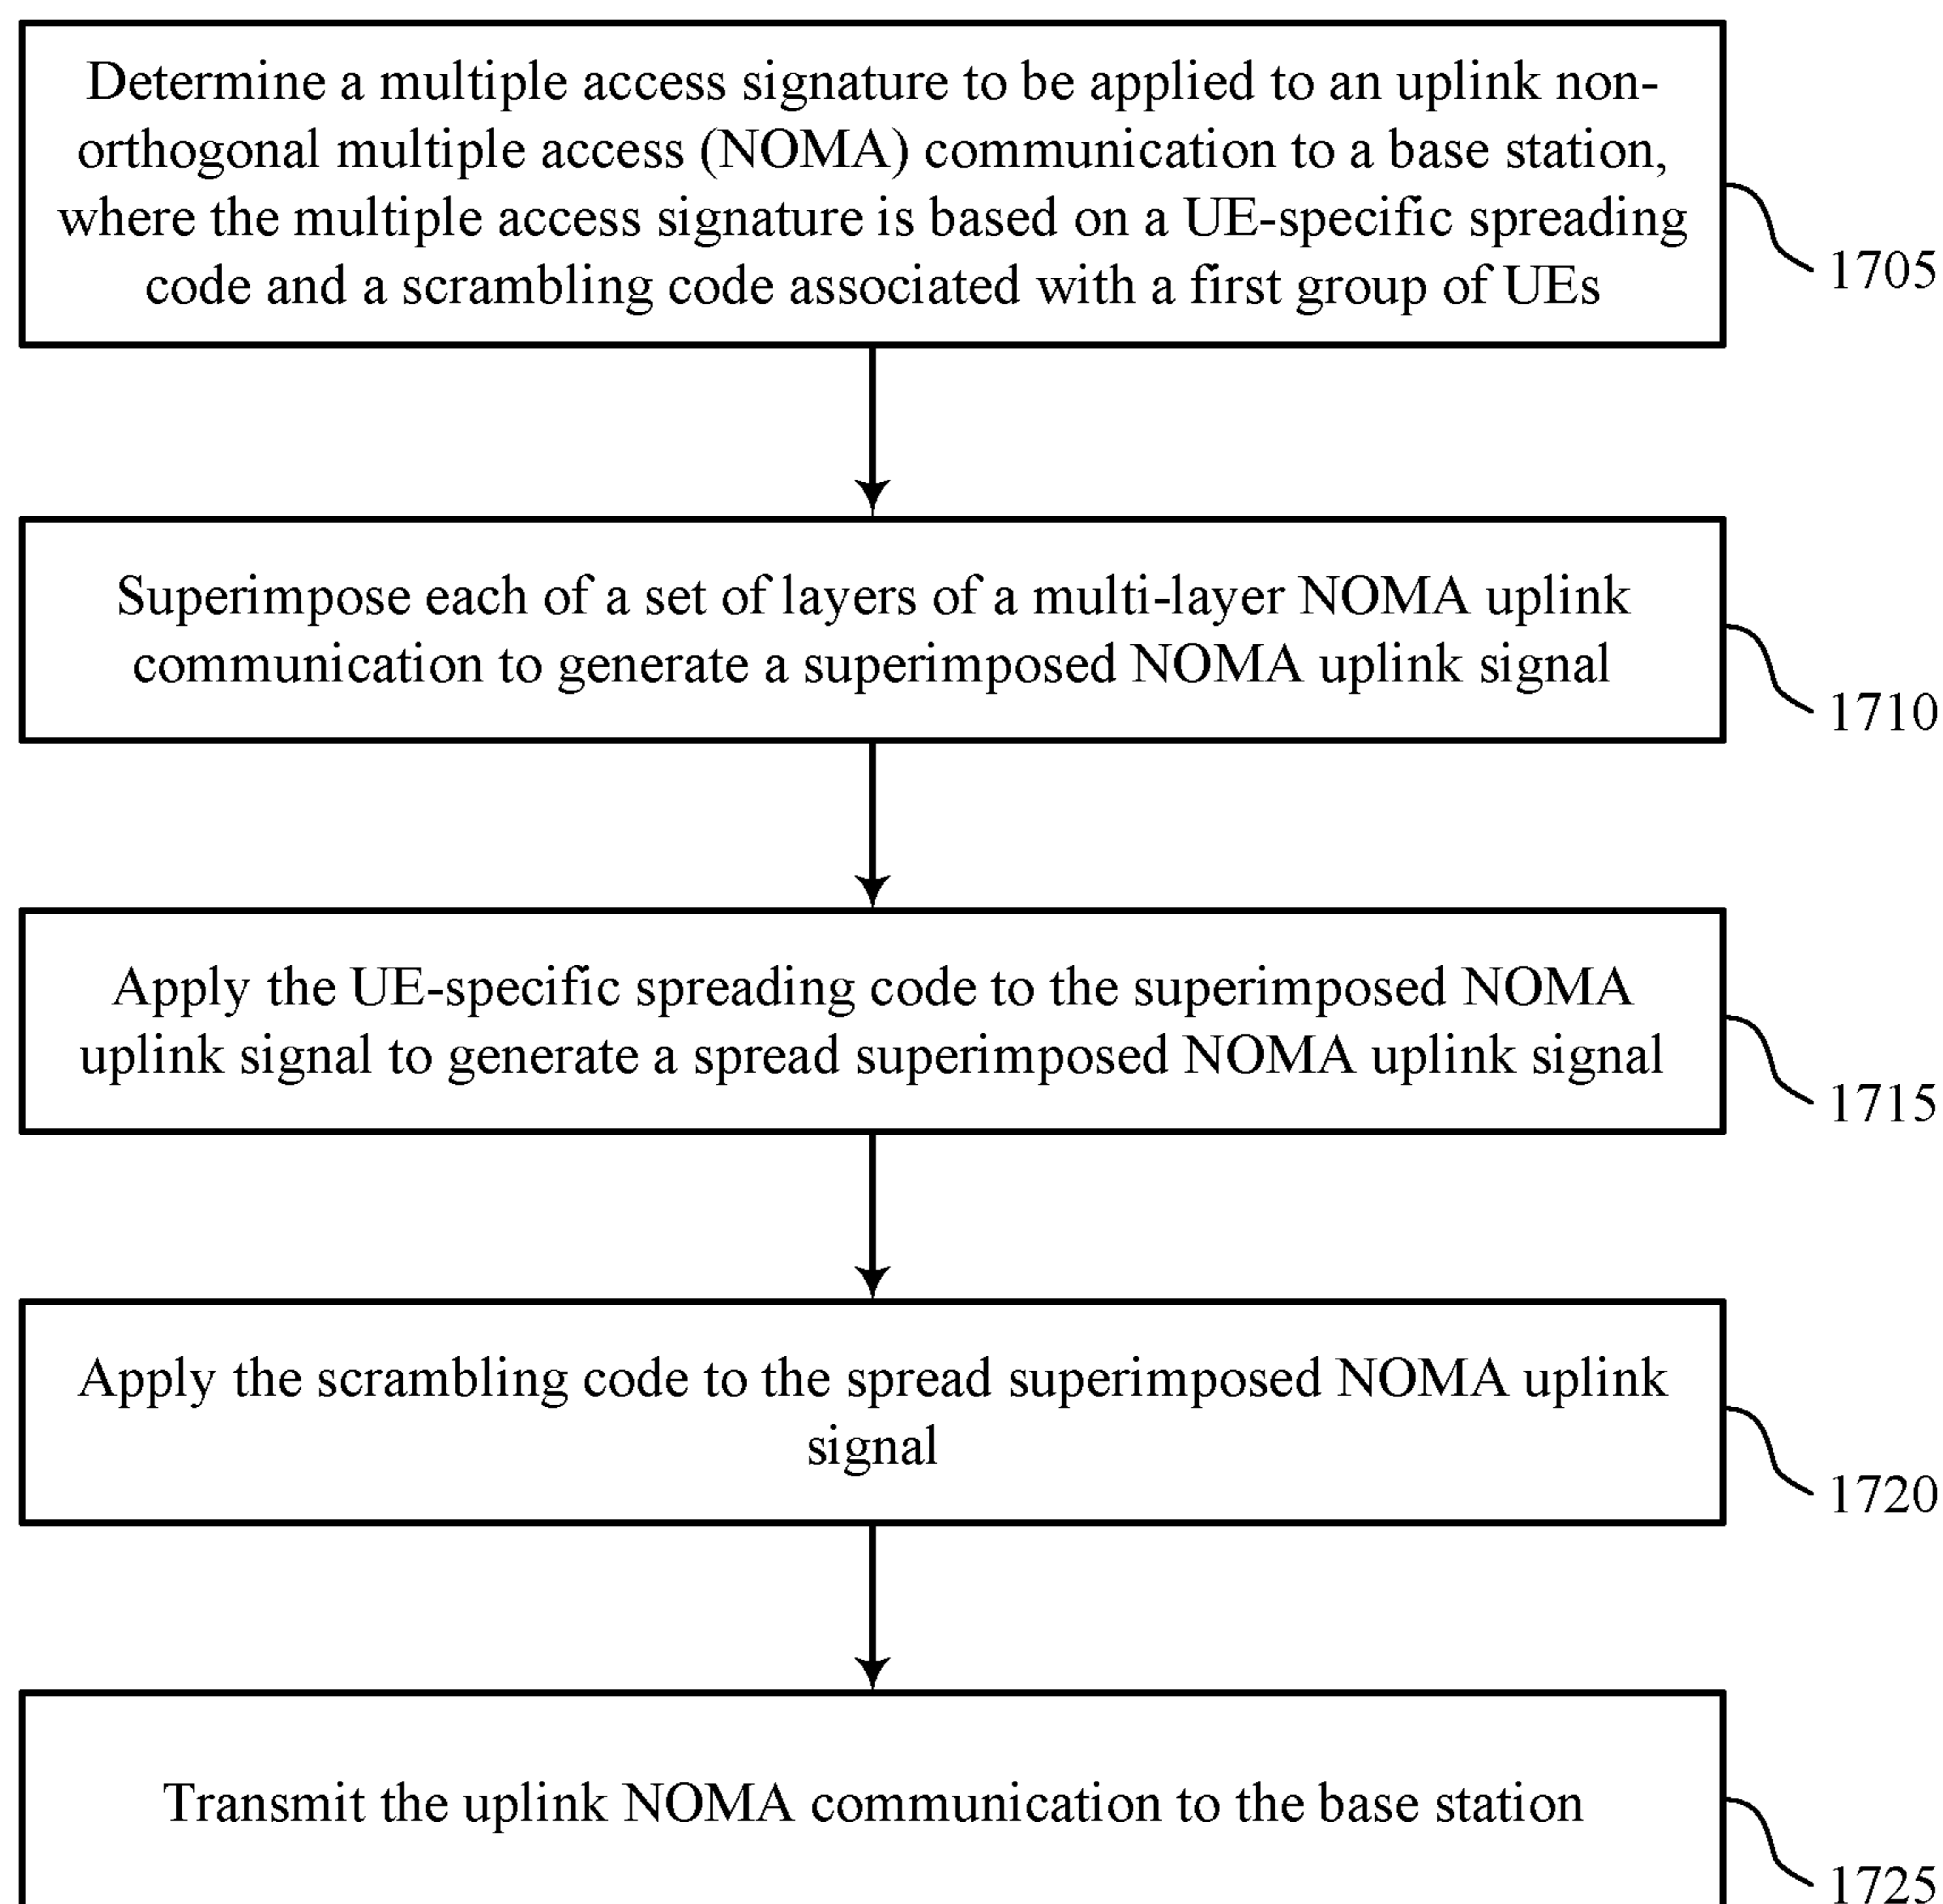 Determine a multiple access signature to be applied to an uplink non-
orthogonal multiple access (NOMA) communication to a base station,
where the multiple access signature is based on a UE-specific spreading
code and a scrambling code associated with a first group of UEs
1705
Superimpose each of a set of layers of a multi-layer NOMA uplink
communication to generate a superimposed NOMA uplink signal
1710
Apply the UE-specific spreading code to the superimposed NOMA
uplink signal to generate a spread superimposed NOMA uplink signal
1715
Apply the scrambling code to the spread superimposed NOMA uplink
signal
1720
Transmit the uplink NOMA communication to the base station
1725